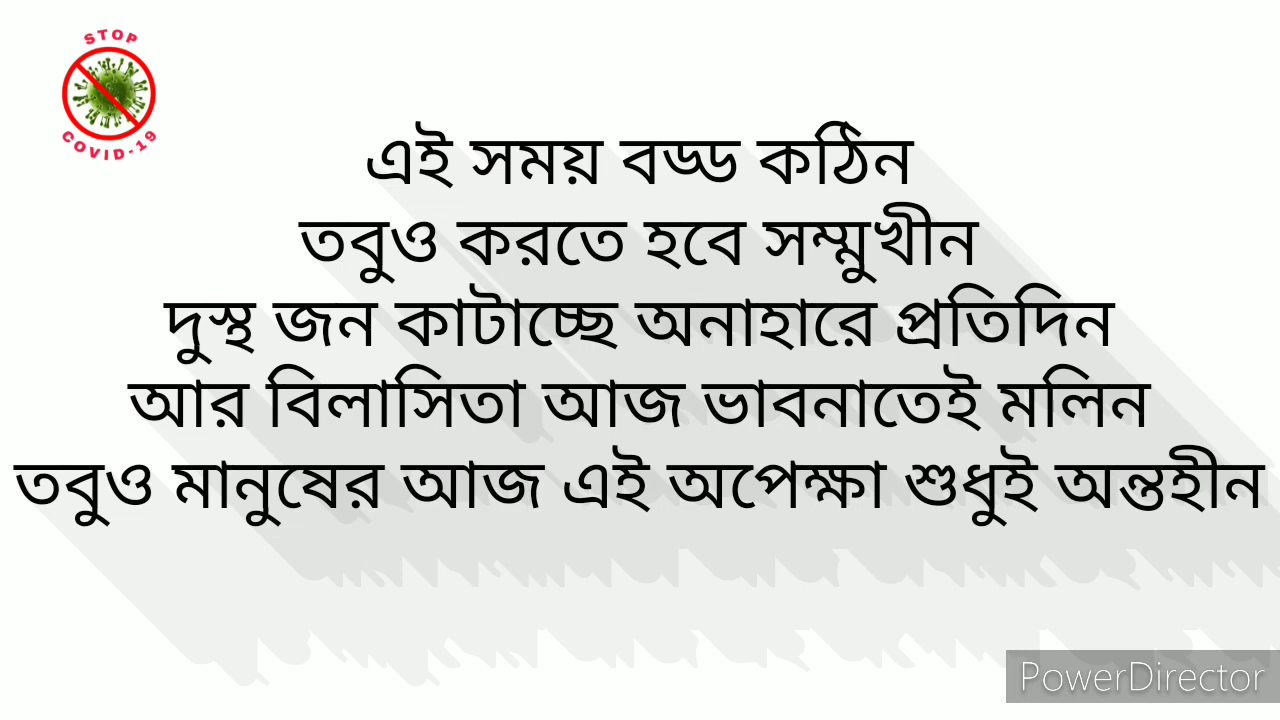 STOP
COVID-19
এই সময় বড্ড কঠিন
তবুও করতে হবে সম্মুখীন
দুস্থ জন কাটাচ্ছে অনাহারে প্রতিদিন
আর বিলাসিতা আজ ভাবনাতেই মলিন
তবুও মানুষের আজ এই অপেক্ষা শুধুই অন্তহীন
PowerDirector